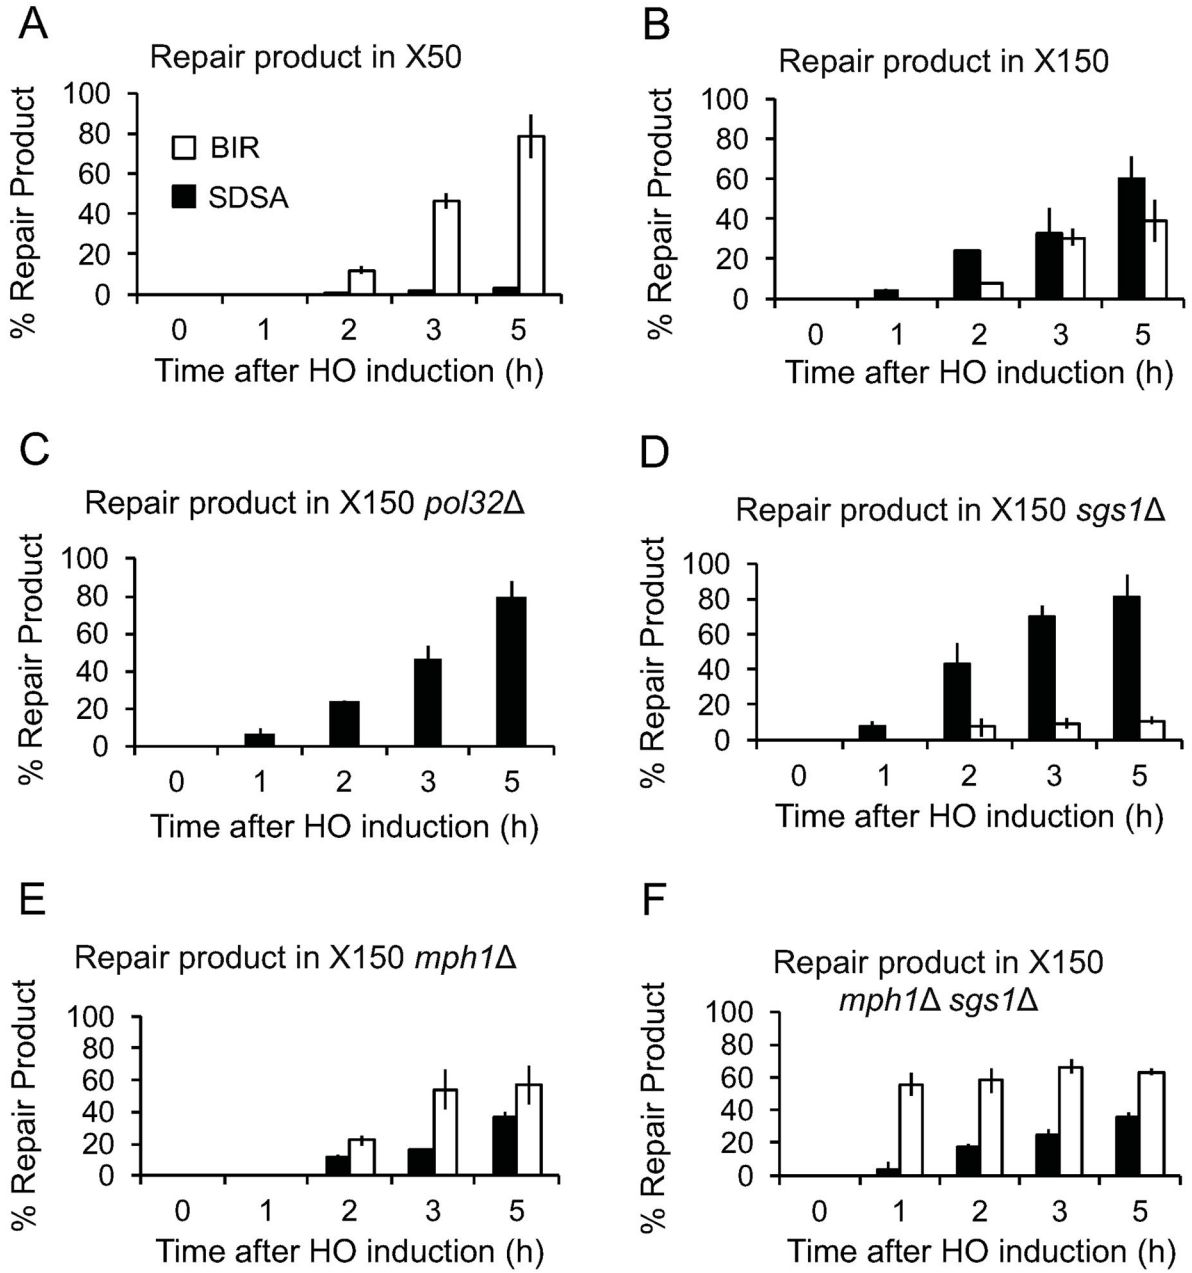 A
Repair product in X50
% Repair Product
100
80
60
40
20
0
BIR
SDSA
0 1 2 3 5
Time after HO induction (h)
B
Repair product in X150
% Repair Product
100
80
60
40
20
0
0 1 2 3 5
Time after HO induction (h)
C
Repair product in X150 pol32Δ
% Repair Product
100
80
60
40
20
0
0 1 2 3 5
Time after HO induction (h)
D
Repair product in X150 sgs1Δ
% Repair Product
100
80
60
40
20
0
0 1 2 3 5
Time after HO induction (h)
E
Repair product in X150 mph1Δ
% Repair Product
100
80
60
40
20
0
0 1 2 3 5
Time after HO induction (h)
F
Repair product in X150
mph1Δ sgs1Δ
% Repair Product
100
80
60
40
20
0
0 1 2 3 5
Time after HO induction (h)